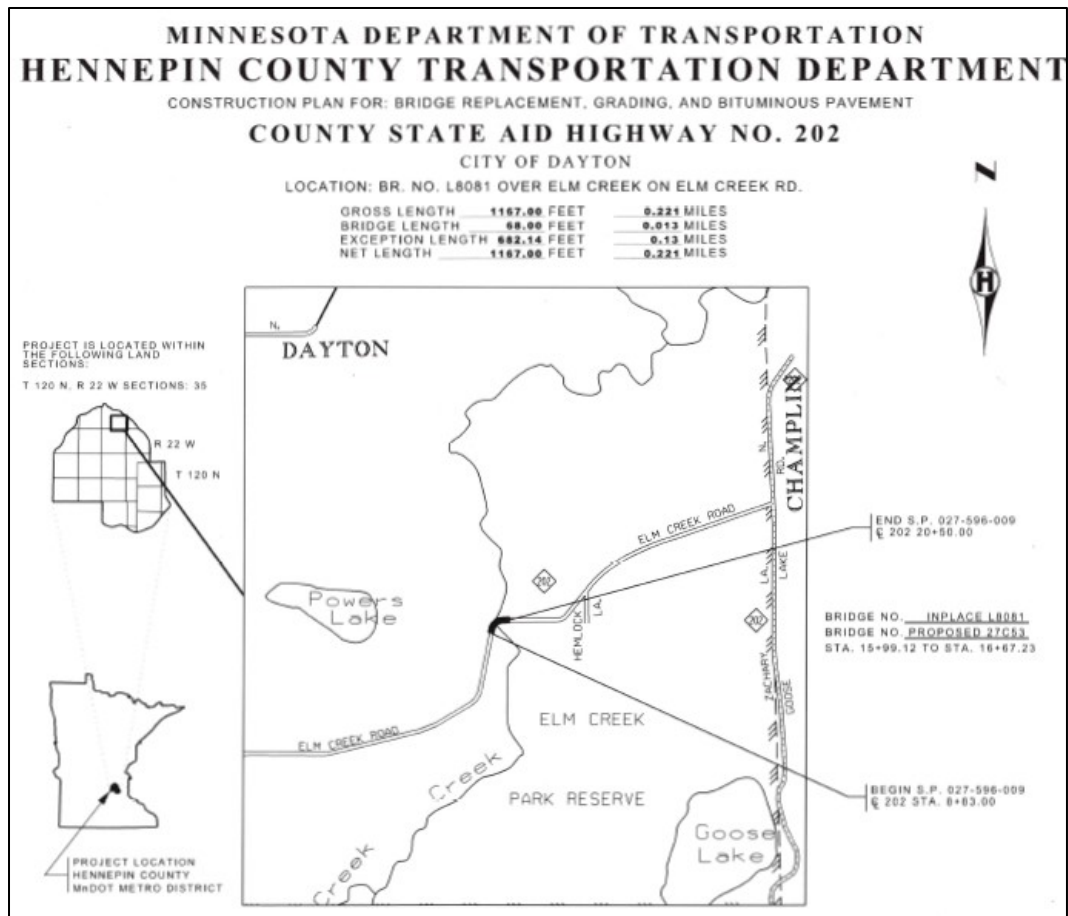 MINNESOTA DEPARTMENT OF TRANSPORTATION
HENNEPIN COUNTY TRANSPORTATION DEPARTMENT
CONSTRUCTION PLAN FOR: BRIDGE REPLACEMENT, GRADING, AND BITUMINOUS PAVEMENT
COUNTY STATE AID HIGHWAY NO. 202
CITY OF DAYTON
LOCATION: BR. NO. L8081 OVER ELM CREEK ON ELM CREEK RD.
GROSS LENGTH 1167.00 FEET 0.221 MILES
BRIDGE LENGTH 68.00 FEET 0.013 MILES
EXCEPTION LENGTH 682.14 FEET 0.13 MILES
NET LENGTH 1167.00 FEET 0.221 MILES
N
H
PROJECT IS LOCATED WITHIN
THE FOLLOWING LAND
SECTIONS:
T 120 N, R 22 W SECTIONS: 35
R 22 W
T 120 N
N.
DAYTON
CHAMPLIN
N.
RD.
ELM CREEK ROAD
202
HEMLOCK
LA.
LA.
LAKE
202
ZACHARY
GOOSE
Powers
Lake
ELM CREEK ROAD
ELM CREEK
PARK RESERVE
Creek
Creek
Goose
Lake
END S.P. 027-596-009
℄ 202 20+50.00
BRIDGE NO. INPLACE L8081
BRIDGE NO. PROPOSED 27C53
STA. 15+99.12 TO STA. 16+67.23
BEGIN S.P. 027-596-009
℄ 202 STA. 8+83.00
PROJECT LOCATION
HENNEPIN COUNTY
MnDOT METRO DISTRICT